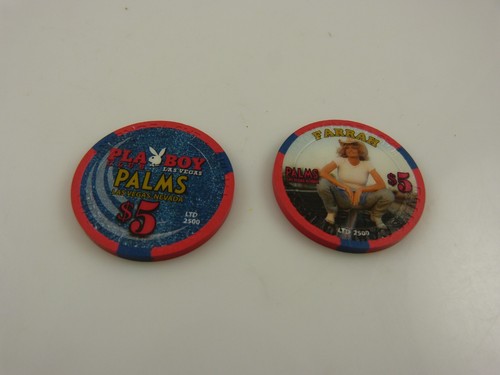 PLAYBOY
LAS VEGAS
PALMS
LAS VEGAS, NEVADA
$5
LTD
2500
FARRAH
PALMS
$5
LTD 2500